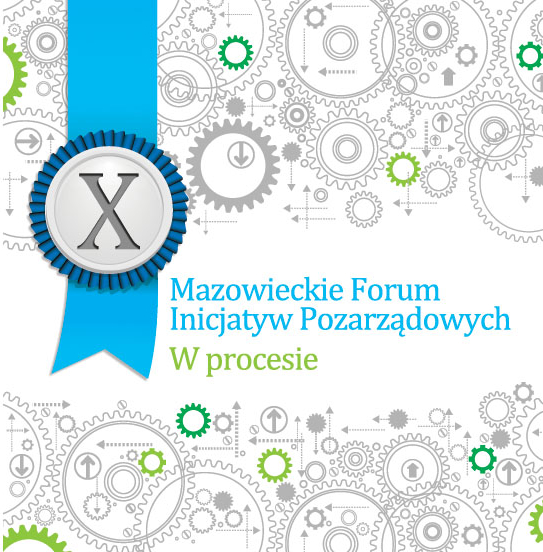 X
Mazowieckie Forum
Inicjatyw Pozarządowych
W procesie